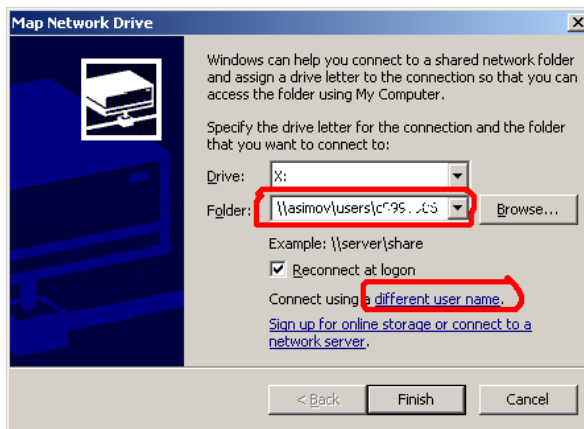 Map Network Drive
Windows can help you connect to a shared network folder
and assign a drive letter to the connection so that you can
access the folder using My Computer.
Specify the drive letter for the connection and the folder
that you want to connect to:
Drive: X:
Folder: Browse...
Example: \\server\share
Reconnect at logon
Connect using a different user name.
Sign up for online storage or connect to a
network server.
< Back Finish Cancel